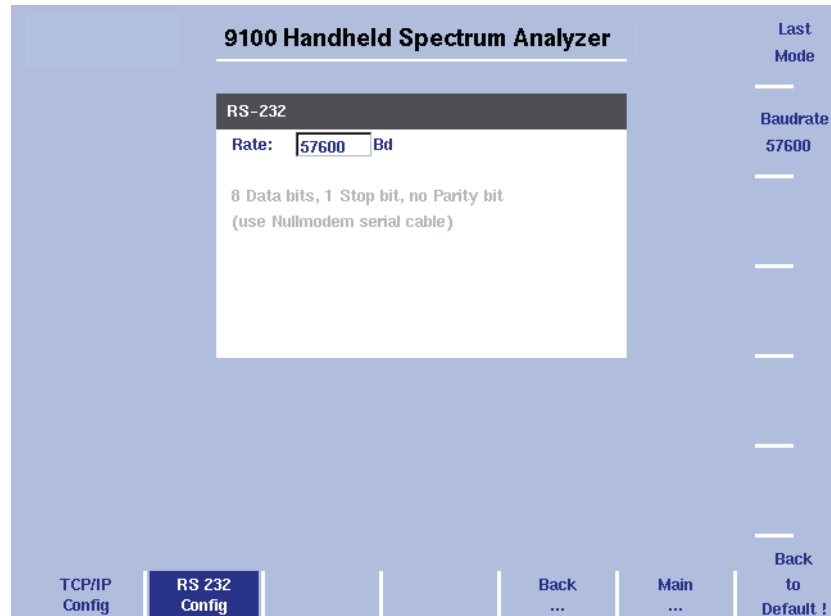 9100 Handheld Spectrum Analyzer
Last
Mode
RS-232
Baudrate
57600
Rate: 57600 Bd
8 Data bits, 1 Stop bit, no Parity bit
(use Nullmodem serial cable)
TCP/IP
Config
RS 232
Config
Back
...
Main
...
Back
to
Default !